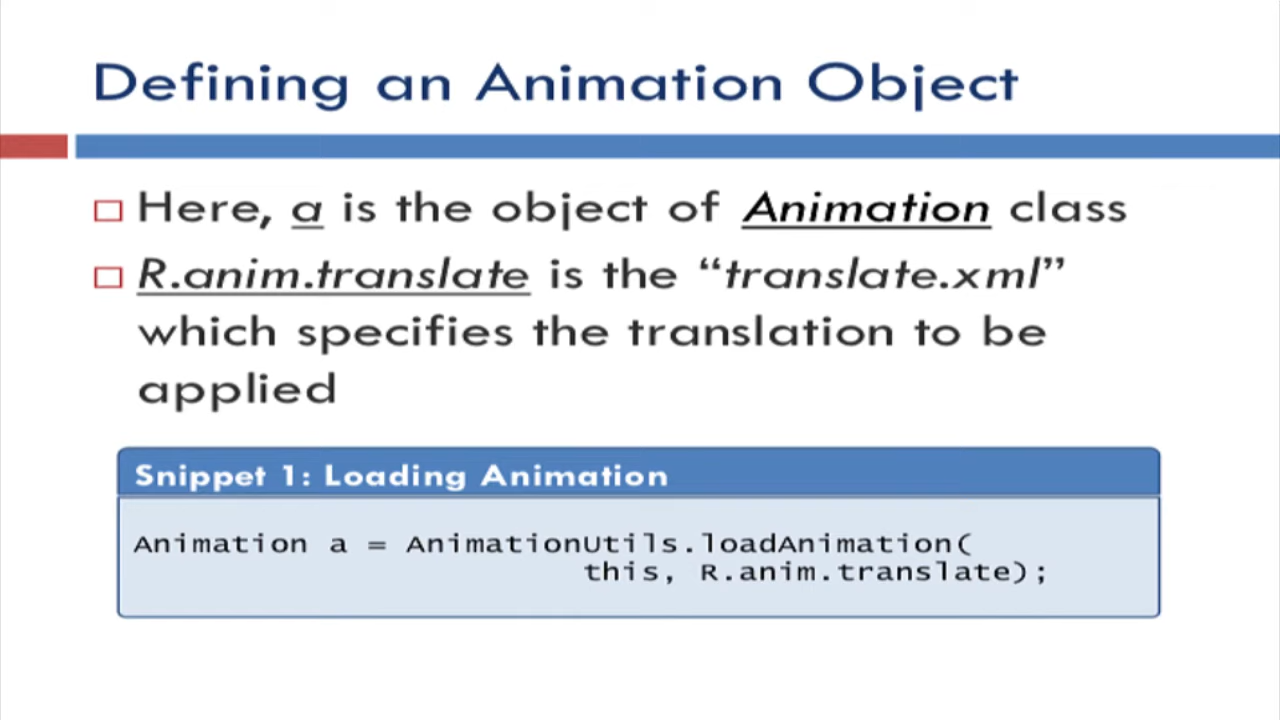 Defining an Animation Object
Here, a is the object of Animation class
R.anim.translate is the “translate.xml”
which specifies the translation to be
applied
Snippet 1: Loading Animation
Animation a = AnimationUtils.loadAnimation(
this, R.anim.translate);